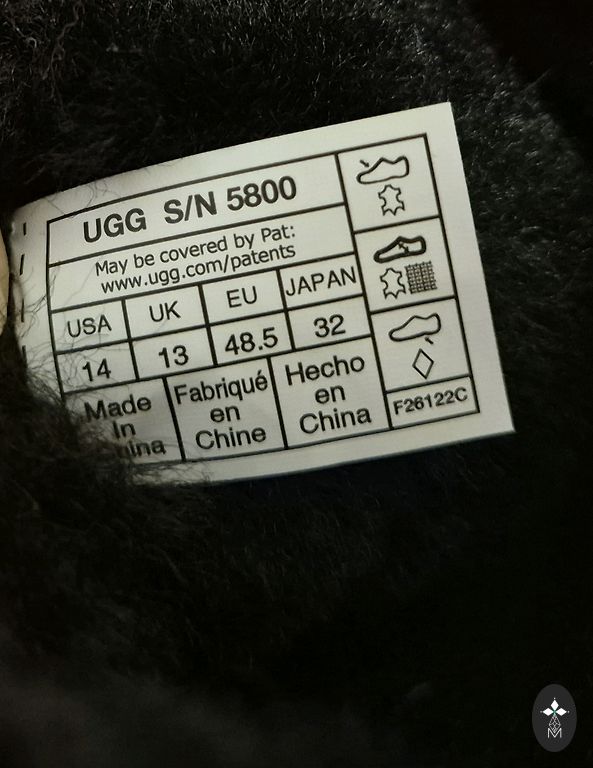 UGG S/N 5800
May be covered by Pat:
www.ugg.com/patents
USA UK EU JAPAN
14 13 48.5 32
Made
In
Fabriqué
en
Chine
Hecho
en
China
F26122C
M